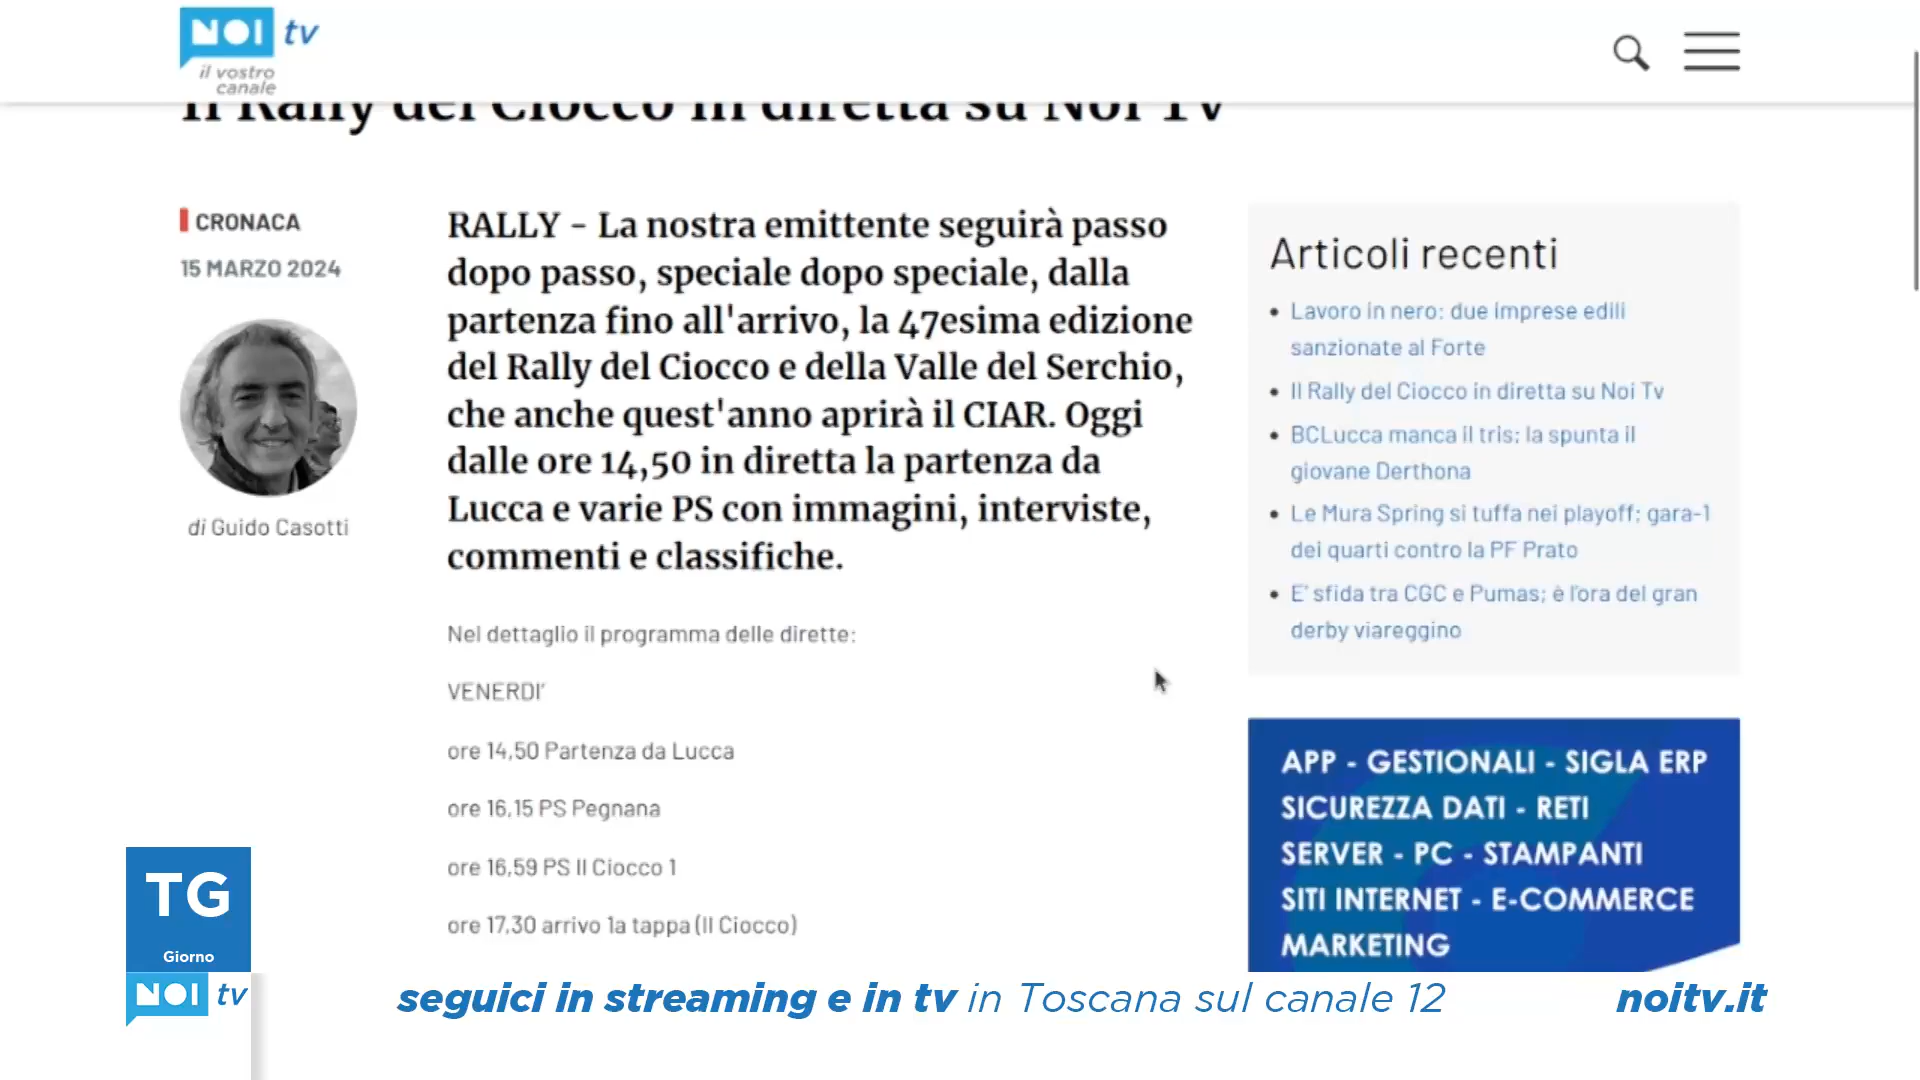 NOI tv
il vostro
canale
Il Rally del Ciocco in diretta su Noi Tv
CRONACA
15 MARZO 2024
di Guido Casotti
RALLY - La nostra emittente seguirà passo
dopo passo, speciale dopo speciale, dalla
partenza fino all'arrivo, la 47esima edizione
del Rally del Ciocco e della Valle del Serchio,
che anche quest'anno aprirà il CIAR. Oggi
dalle ore 14,50 in diretta la partenza da
Lucca e varie PS con immagini, interviste,
commenti e classifiche.
Nel dettaglio il programma delle dirette:
VENERDI'
ore 14,50 Partenza da Lucca
ore 16,15 PS Pegnana
ore 16,59 PS Il Ciocco 1
ore 17,30 arrivo 1a tappa (Il Ciocco)
Articoli recenti
Lavoro in nero: due imprese edili
sanzionate al Forte
Il Rally del Ciocco in diretta su Noi Tv
BCLucca manca il tris; la spunta il
giovane Derthona
Le Mura Spring si tuffa nei playoff; gara-1
dei quarti contro la PF Prato
E' sfida tra CGC e Pumas; è l'ora del gran
derby viareggino
APP - GESTIONALI - SIGLA ERP
SICUREZZA DATI - RETI
SERVER - PC - STAMPANTI
SITI INTERNET - E-COMMERCE
MARKETING
TG
Giorno
NOI tv
seguici in streaming e in tv in Toscana sul canale 12
noitv.it